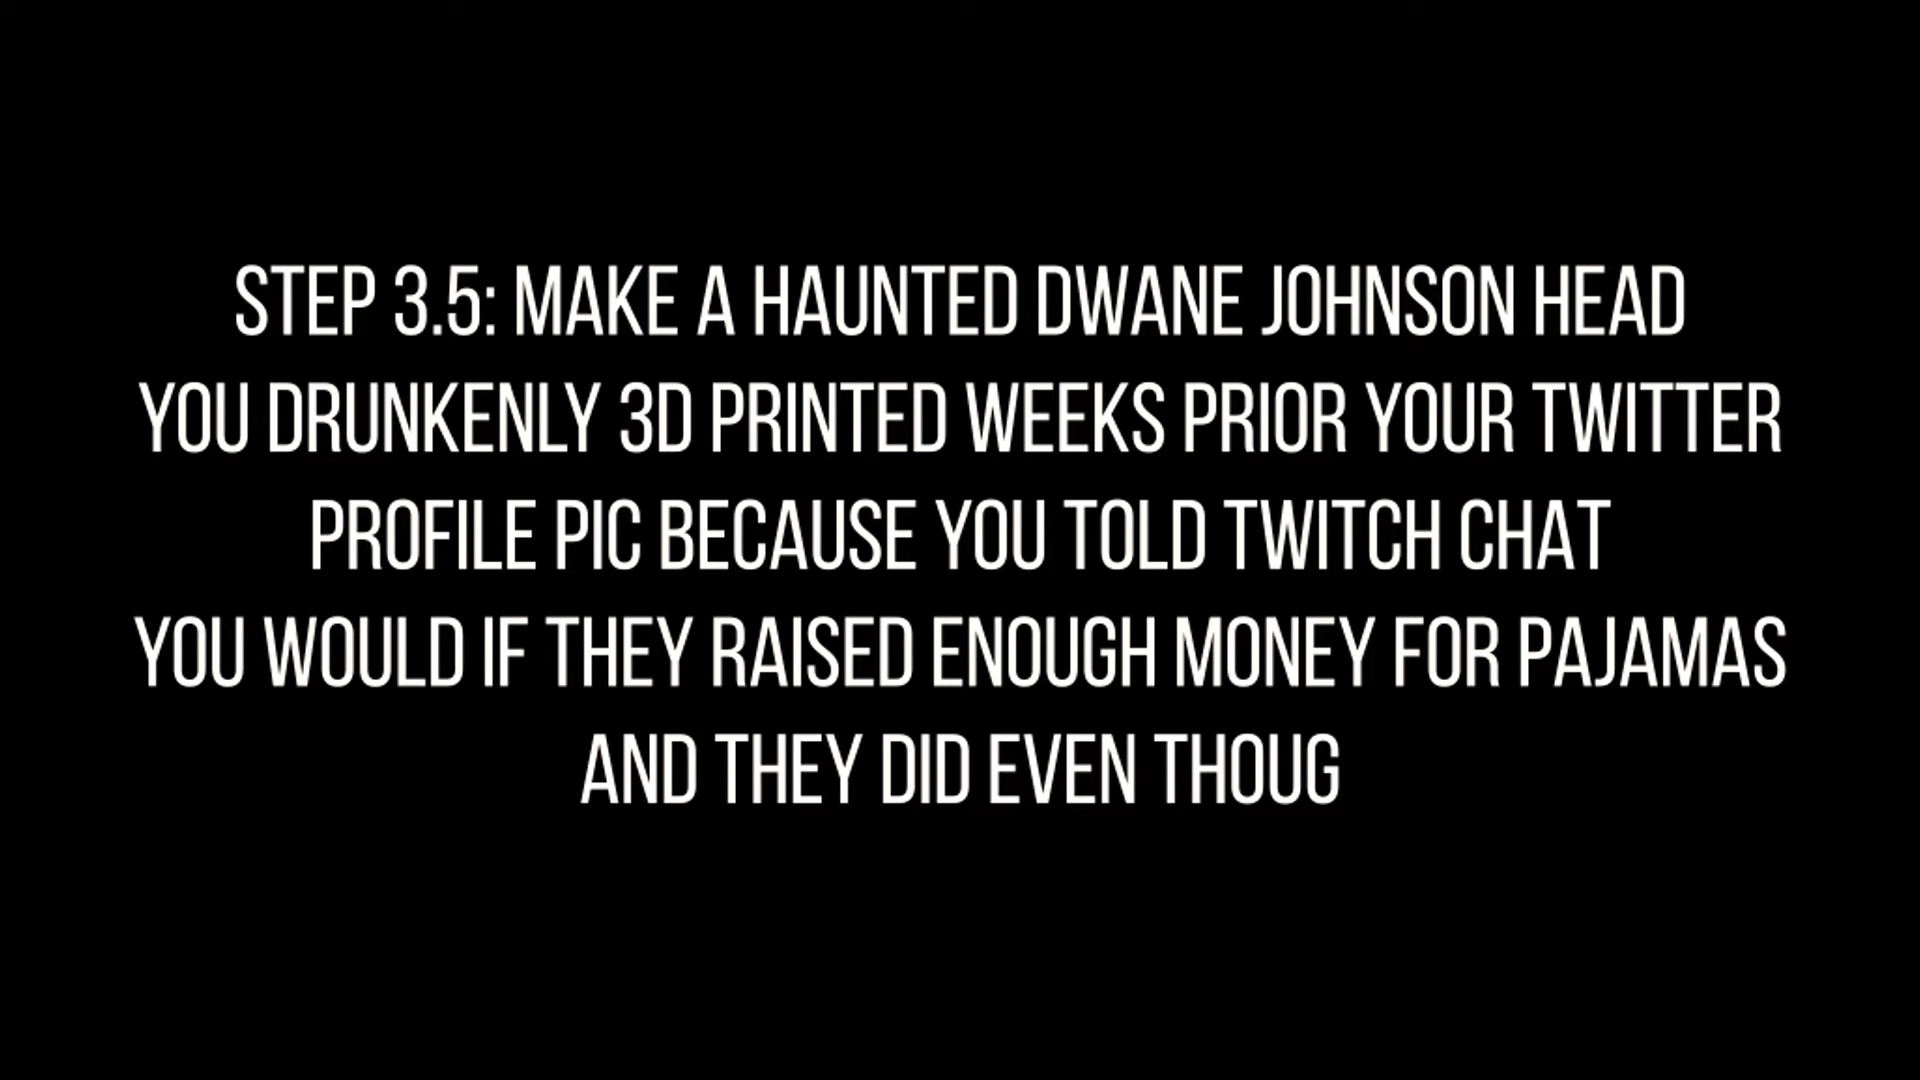 STEP 3.5: MAKE A HAUNTED DWANE JOHNSON HEAD
YOU DRUNKENLY 3D PRINTED WEEKS PRIOR YOUR TWITTER
PROFILE PIC BECAUSE YOU TOLD TWITCH CHAT
YOU WOULD IF THEY RAISED ENOUGH MONEY FOR PAJAMAS
AND THEY DID EVEN THOUG